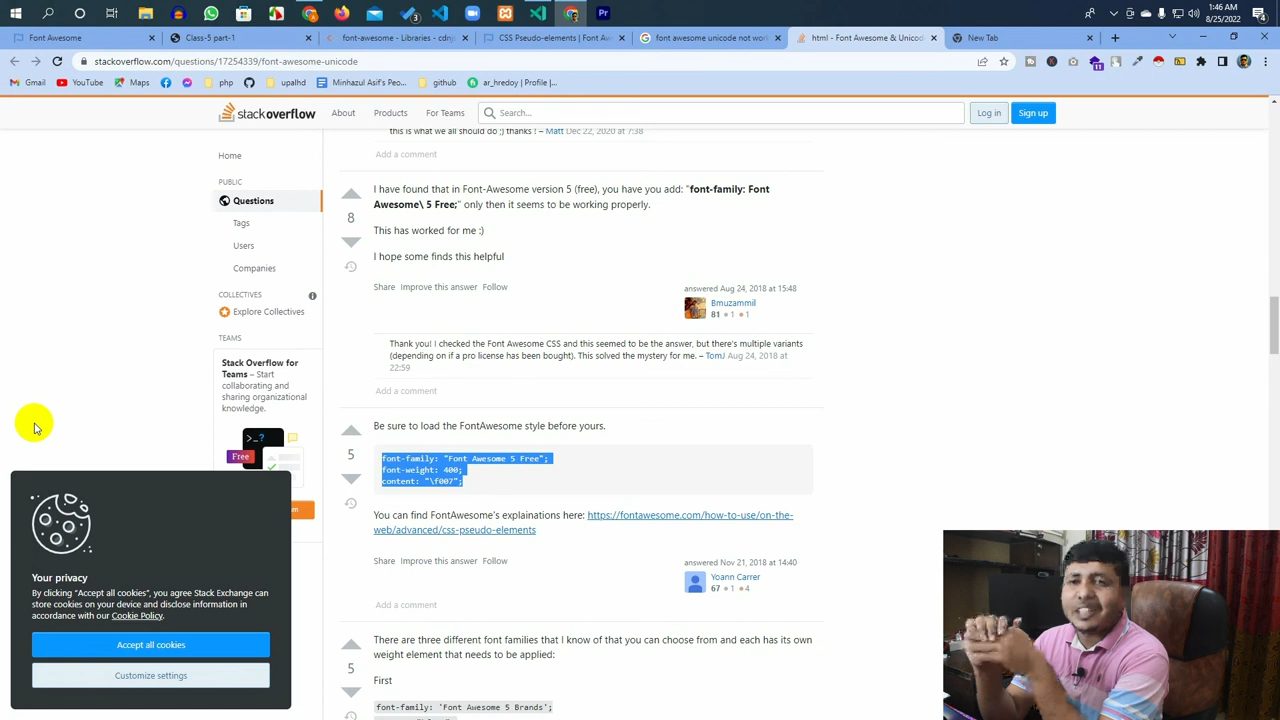 3
1:46 AM
8/25/2022
4
Font Awesome
Class-5 part-1
font-awesome - Libraries - cdnjs
CSS Pseudo-elements | Font Aw
font awesome unicode not wo
html - Font Awesome & Unicod
New Tab
stackoverflow.com/questions/17254339/font-awesome-unicode
11
Gmail
YouTube
Maps
php
upalhd
Minhazul Asif's Peo...
github
ar_hredoy | Profile |...
stackoverflow
About
Products
For Teams
Search...
Log in
Sign up
this is what we all should do ;) thanks ! – Matt Dec 22, 2020 at 7:38
Add a comment
Home
PUBLIC
Questions
Tags
Users
Companies
COLLECTIVES
Explore Collectives
TEAMS
Stack Overflow for
Teams – Start
collaborating and
sharing organizational
knowledge.
>_?
Free
8
I have found that in Font-Awesome version 5 (free), you have you add: "font-family: Font
Awesome\ 5 Free;" only then it seems to be working properly.
This has worked for me :)
I hope some finds this helpful
Share Improve this answer Follow
answered Aug 24, 2018 at 15:48
Bmuzammil
81 1 1
Thank you! I checked the Font Awesome CSS and this seemed to be the answer, but there's multiple variants
(depending on if a pro license has been bought). This solved the mystery for me. – TomJ Aug 24, 2018 at
22:59
Add a comment
5
Be sure to load the FontAwesome style before yours.
font-family: "Font Awesome 5 Free";
font-weight: 400;
content: "\f007";
You can find FontAwesome's explainations here: https://fontawesome.com/how-to-use/on-the-
web/advanced/css-pseudo-elements
Share Improve this answer Follow
answered Nov 21, 2018 at 14:40
Yoann Carrer
67 1 4
Add a comment
5
There are three different font families that I know of that you can choose from and each has its own
weight element that needs to be applied:
First
font-family: 'Font Awesome 5 Brands';
Your privacy
By clicking "Accept all cookies", you agree Stack Exchange can
store cookies on your device and disclose information in
accordance with our Cookie Policy.
Accept all cookies
Customize settings